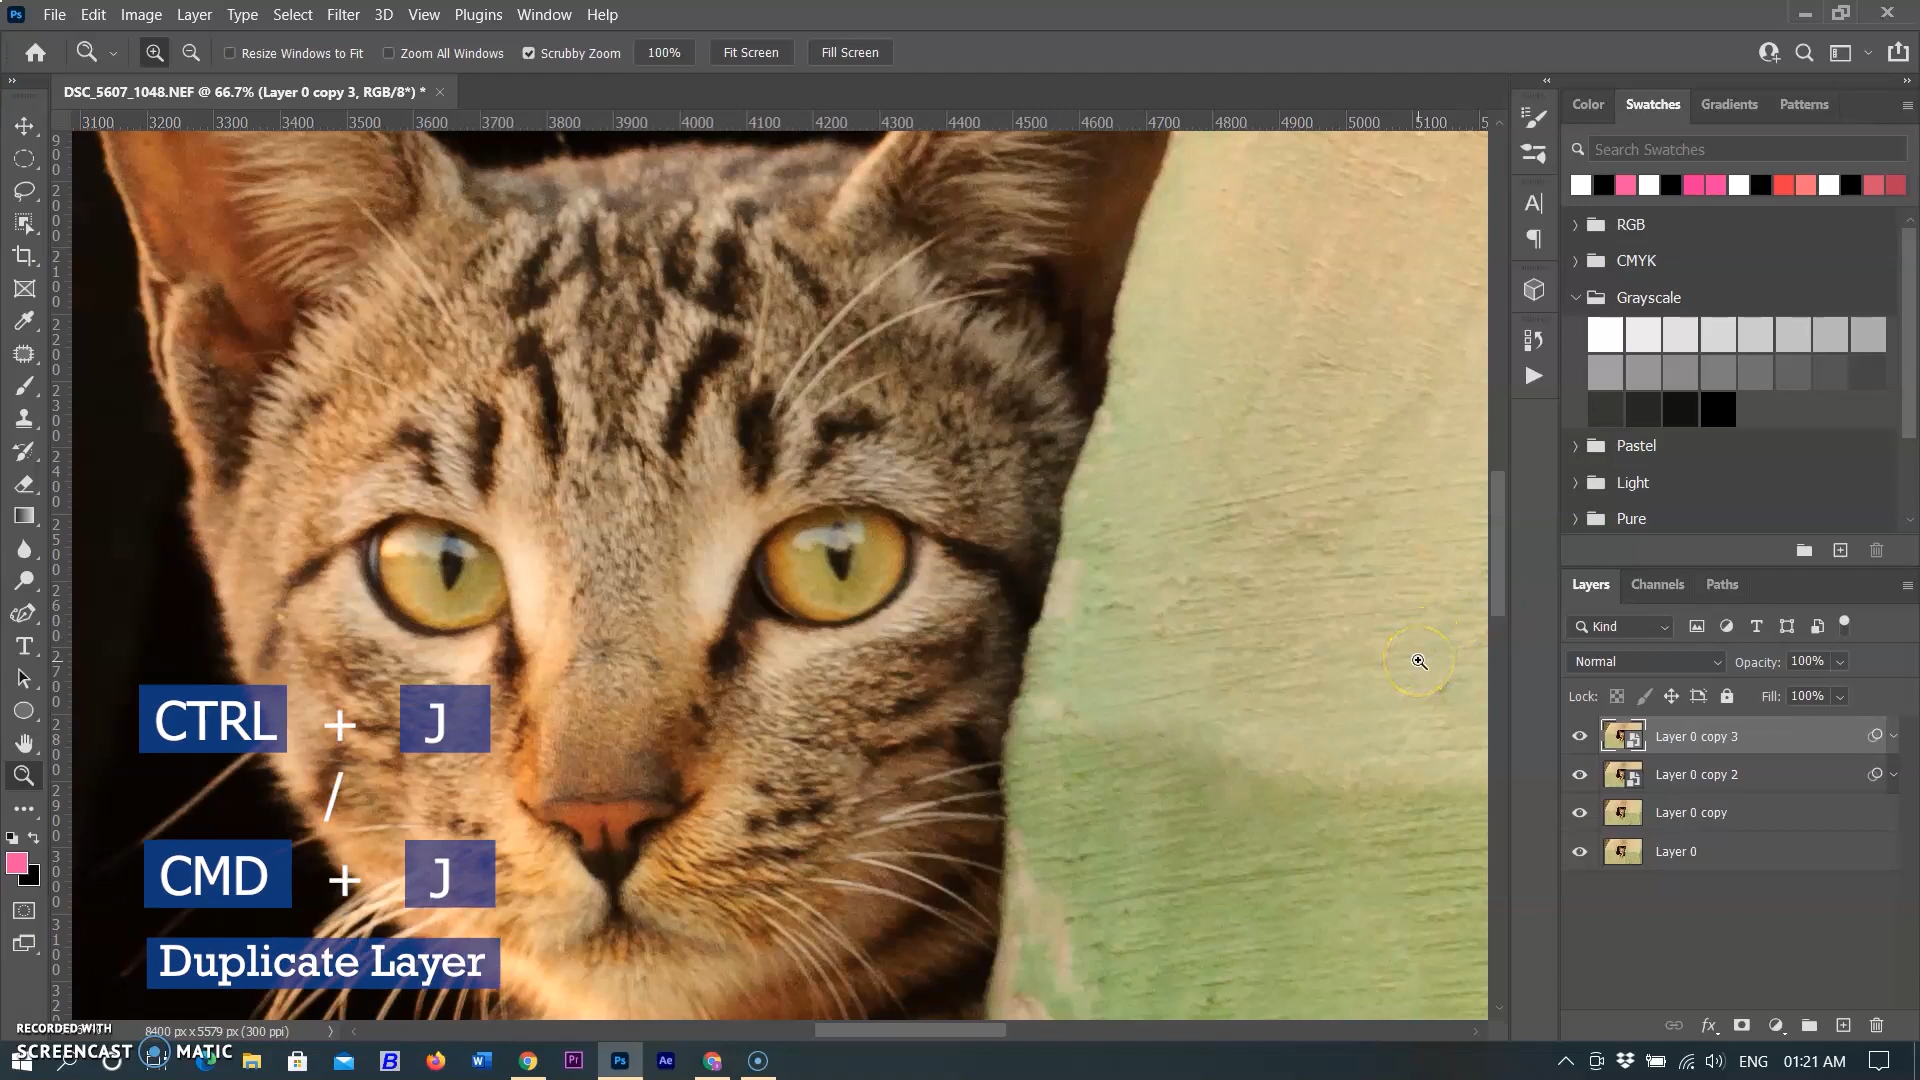 Ps File Edit Image Layer Type Select Filter 3D View Plugins Window Help
Resize Windows to Fit Zoom All Windows Scrubby Zoom 100% Fit Screen Fill Screen
DSC_5607_1048.NEF @ 66.7% (Layer 0 copy 3, RGB/8*) *
3100 3200 3300 3400 3500 3600 3700 3800 3900 4000 4100 4200 4300 4400 4500 4600 4700 4800 4900 5000 5100
Color Swatches Gradients Patterns
Search Swatches
RGB
CMYK
Grayscale
Pastel
Light
Pure
Layers Channels Paths
Kind
Normal Opacity: 100%
Lock: Fill: 100%
Layer 0 copy 3
Layer 0 copy 2
Layer 0 copy
Layer 0
CTRL + J
/
CMD + J
Duplicate Layer
8400 px x 5579 px (300 ppi)
RECORDED WITH
SCREENCAST MATIC
B Pr Ps Ae ENG 01:21 AM